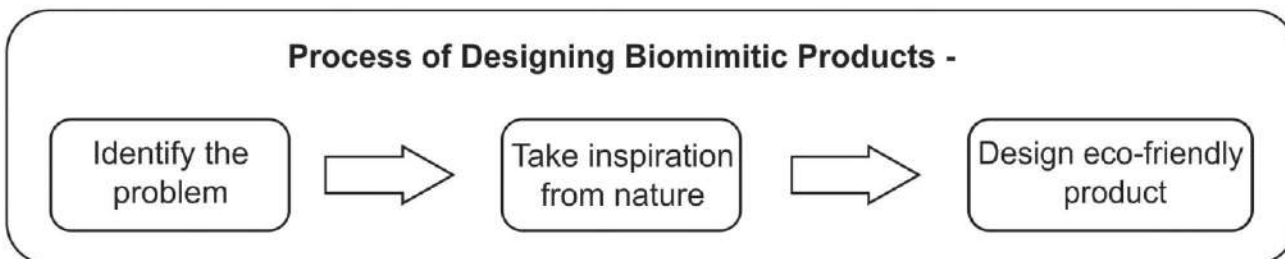 Process of Designing Biomimitic Products -
Identify the
problem
Take inspiration
from nature
Design eco-friendly
product